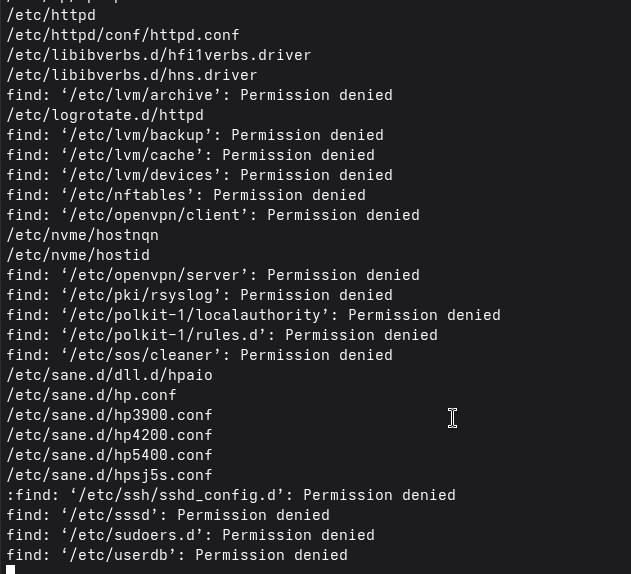 /etc/httpd
/etc/httpd/conf/httpd.conf
/etc/libibverbs.d/hfi1verbs.driver
/etc/libibverbs.d/hns.driver
find: ‘/etc/lvm/archive’: Permission denied
/etc/logrotate.d/httpd
find: ‘/etc/lvm/backup’: Permission denied
find: ‘/etc/lvm/cache’: Permission denied
find: ‘/etc/lvm/devices’: Permission denied
find: ‘/etc/nftables’: Permission denied
find: ‘/etc/openvpn/client’: Permission denied
/etc/nvme/hostnqn
/etc/nvme/hostid
find: ‘/etc/openvpn/server’: Permission denied
find: ‘/etc/pki/rsyslog’: Permission denied
find: ‘/etc/polkit-1/localauthority’: Permission denied
find: ‘/etc/polkit-1/rules.d’: Permission denied
find: ‘/etc/sos/cleaner’: Permission denied
/etc/sane.d/dll.d/hpaio
/etc/sane.d/hp.conf
/etc/sane.d/hp3900.conf
/etc/sane.d/hp4200.conf
/etc/sane.d/hp5400.conf
/etc/sane.d/hpsj5s.conf
:find: ‘/etc/ssh/sshd_config.d’: Permission denied
find: ‘/etc/sssd’: Permission denied
find: ‘/etc/sudoers.d’: Permission denied
find: ‘/etc/userdb’: Permission denied